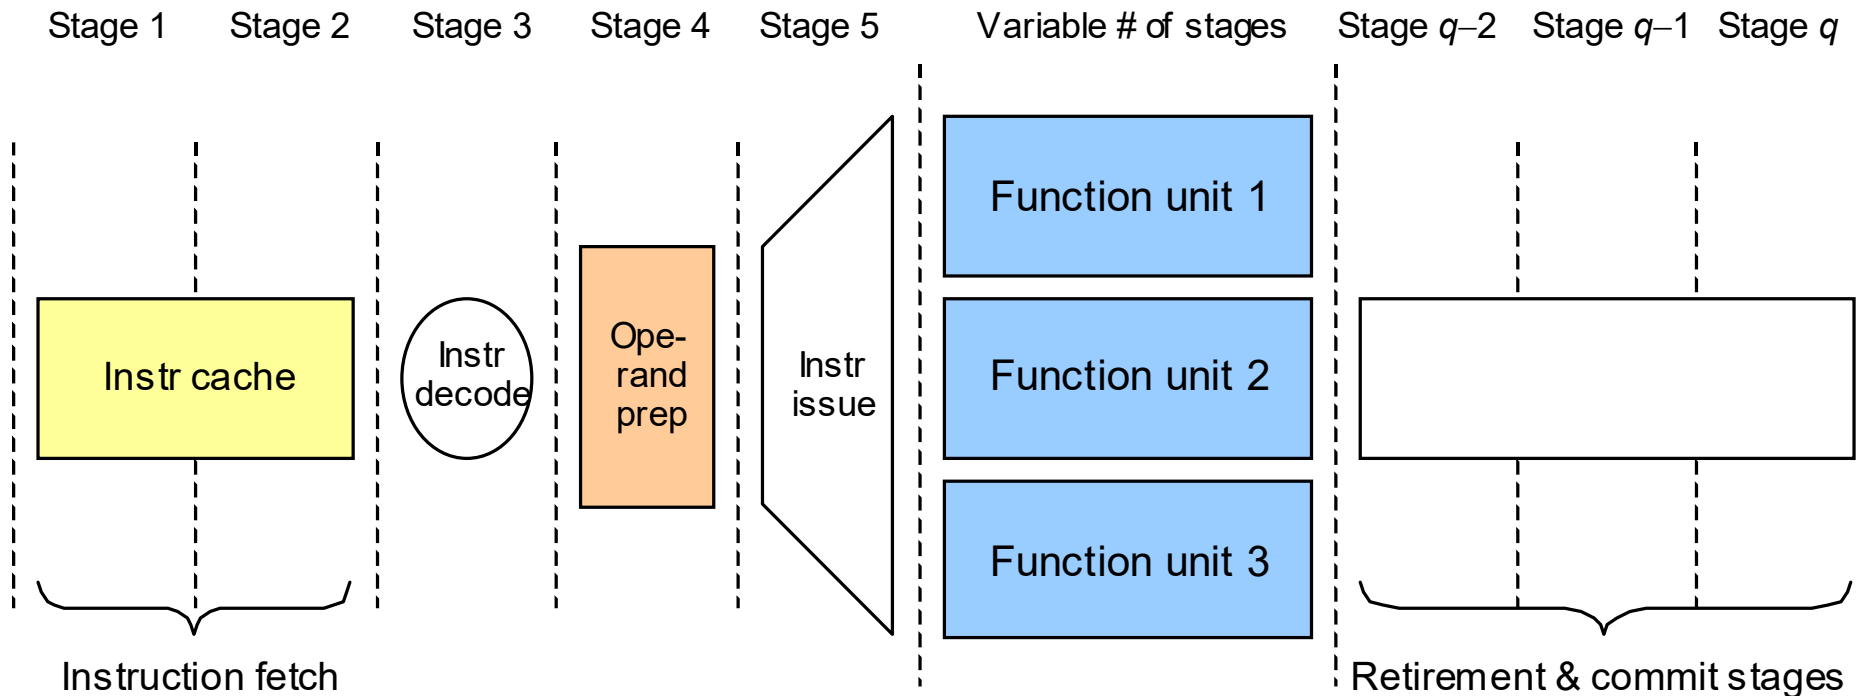 Stage 1 Stage 2 Stage 3 Stage 4 Stage 5 Variable # of stages Stage q–2 Stage q–1 Stage q
Instr cache
Instr
decode
Ope-
rand
prep
Instr
issue
Function unit 1
Function unit 2
Function unit 3
Instruction fetch
Retirement & commit stages